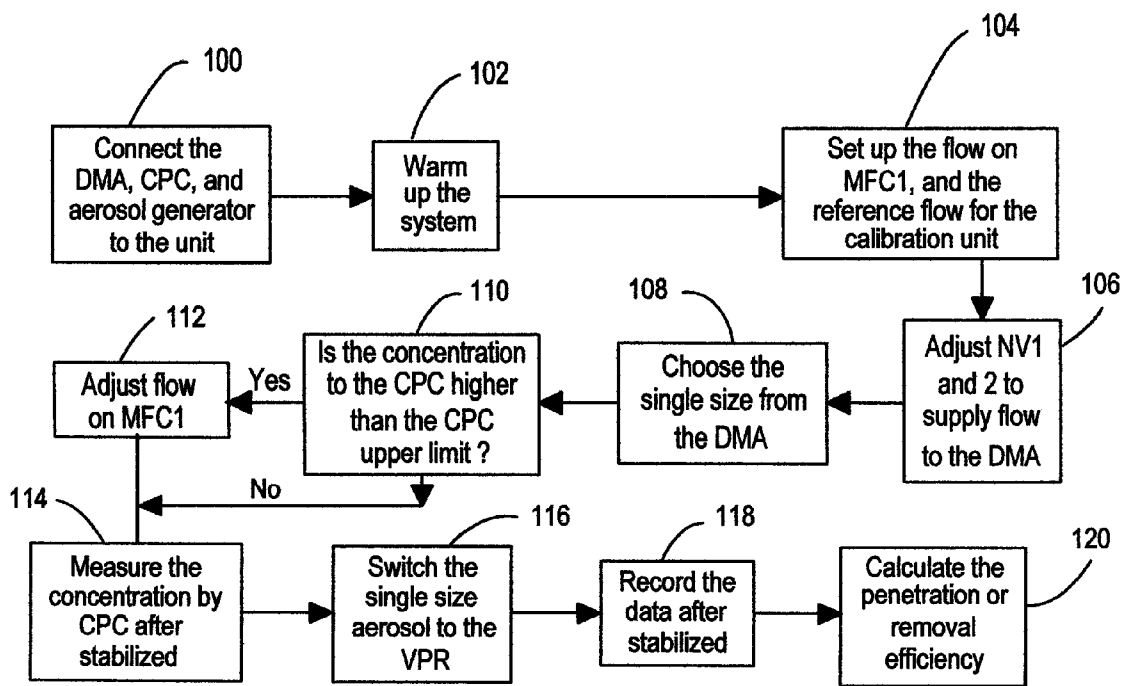 100
Connect the
DMA, CPC, and
aerosol generator
to the unit
102
Warm
up the
system
104
Set up the flow on
MFC1, and the
reference flow for the
calibration unit
106
Adjust NV1
and 2 to
supply flow
to the DMA
108
Choose the
single size from
the DMA
110
Is the concentration
to the CPC higher
than the CPC
upper limit ?
Yes
No
112
Adjust flow
on MFC1
114
Measure the
concentration by
CPC after
stabilized
116
Switch the
single size
aerosol to the
VPR
118
Record the
data after
stabilized
120
Calculate the
penetration or
removal
efficiency